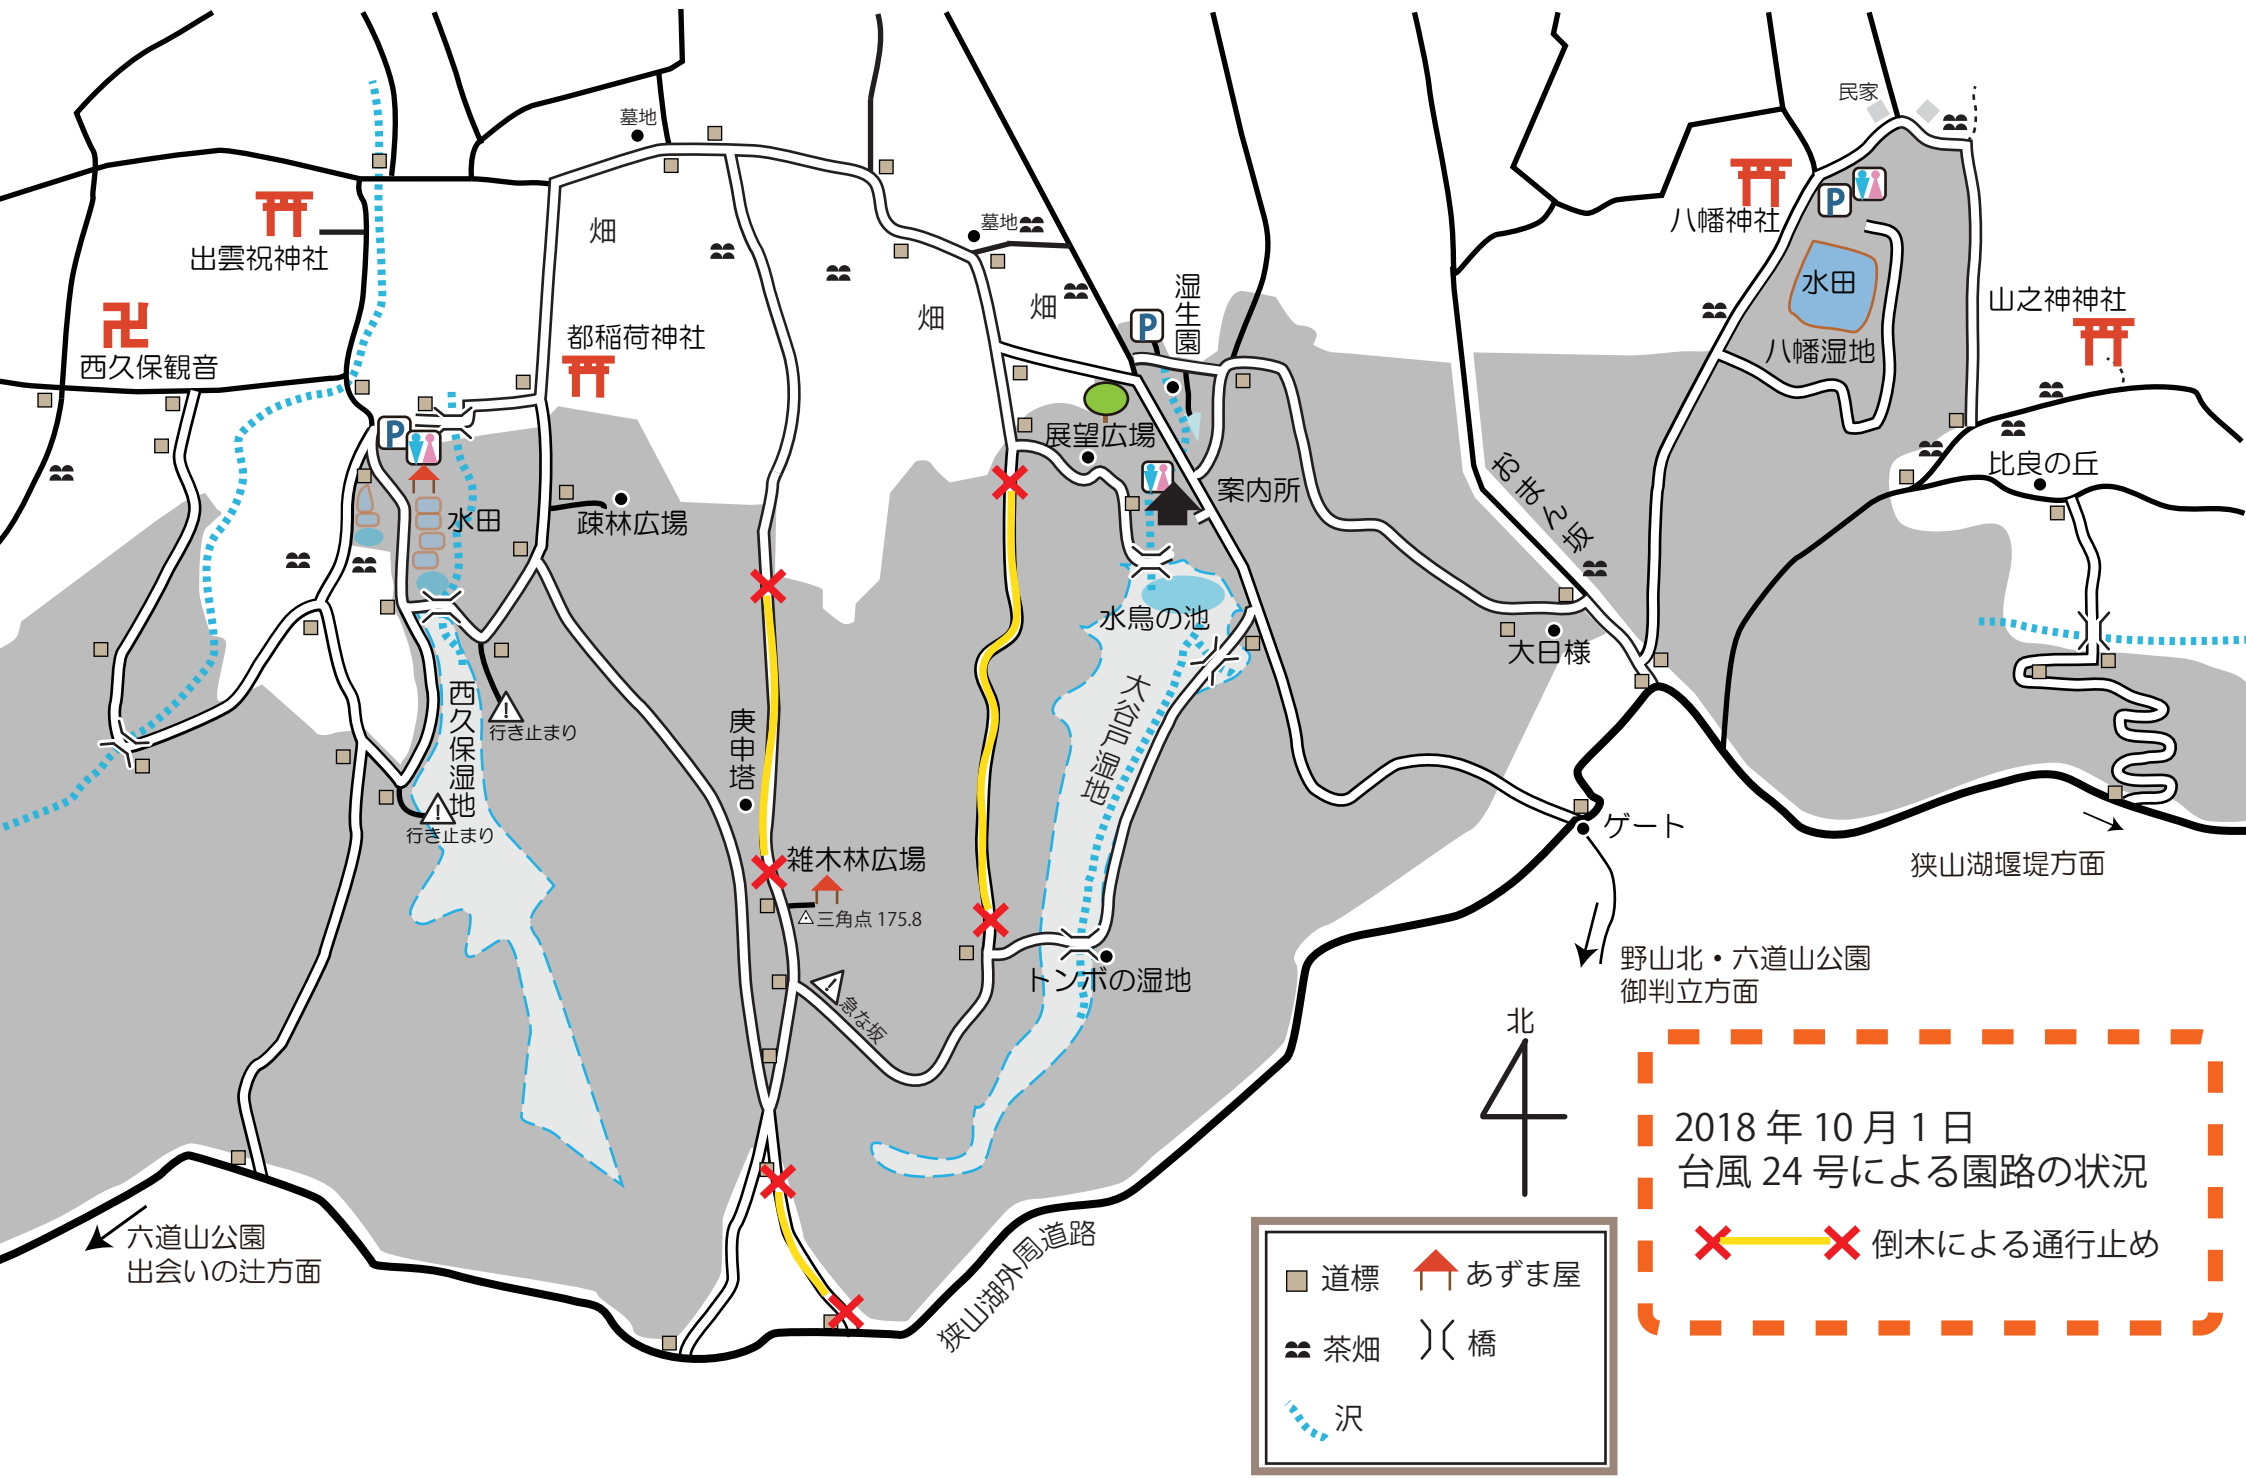 民家
墓地
八幡神社
P
墓地
畑
出雲祝神社
水田
湿生園
山之神神社
畑
畑
P
都稲荷神社
八幡湿地
西久保観音
P
展望広場
比良の丘
案内所
おまん坂
水田
疎林広場
水鳥の池
大日様
大谷戸湿地
西久保湿地
行き止まり
庚申塔
行き止まり
ゲート
雑木林広場
狭山湖堰堤方面
三角点 175.8
トンボの湿地
野山北・六道山公園
御判立方面
急な坂
北
2018 年 10 月 1 日
台風 24 号による園路の状況
倒木による通行止め
六道山公園
出会いの辻方面
狭山湖外周道路
道標
あずま屋
茶畑
橋
沢